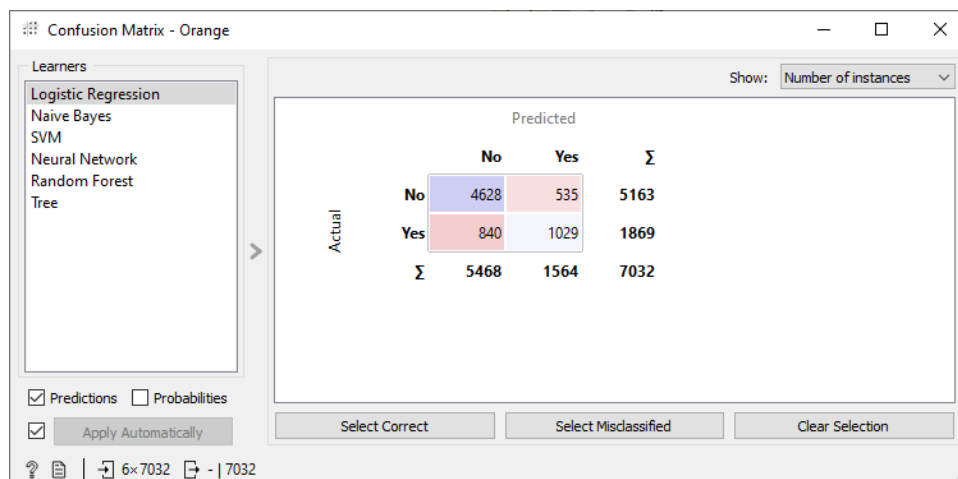 Confusion Matrix - Orange
Learners
Logistic Regression
Naive Bayes
SVM
Neural Network
Random Forest
Tree
Predictions Probabilities
Apply Automatically
Show: Number of instances
Predicted
No Yes Σ
Actual
No 4628 535 5163
Yes 840 1029 1869
Σ 5468 1564 7032
Select Correct Select Misclassified Clear Selection
? 6×7032 - | 7032